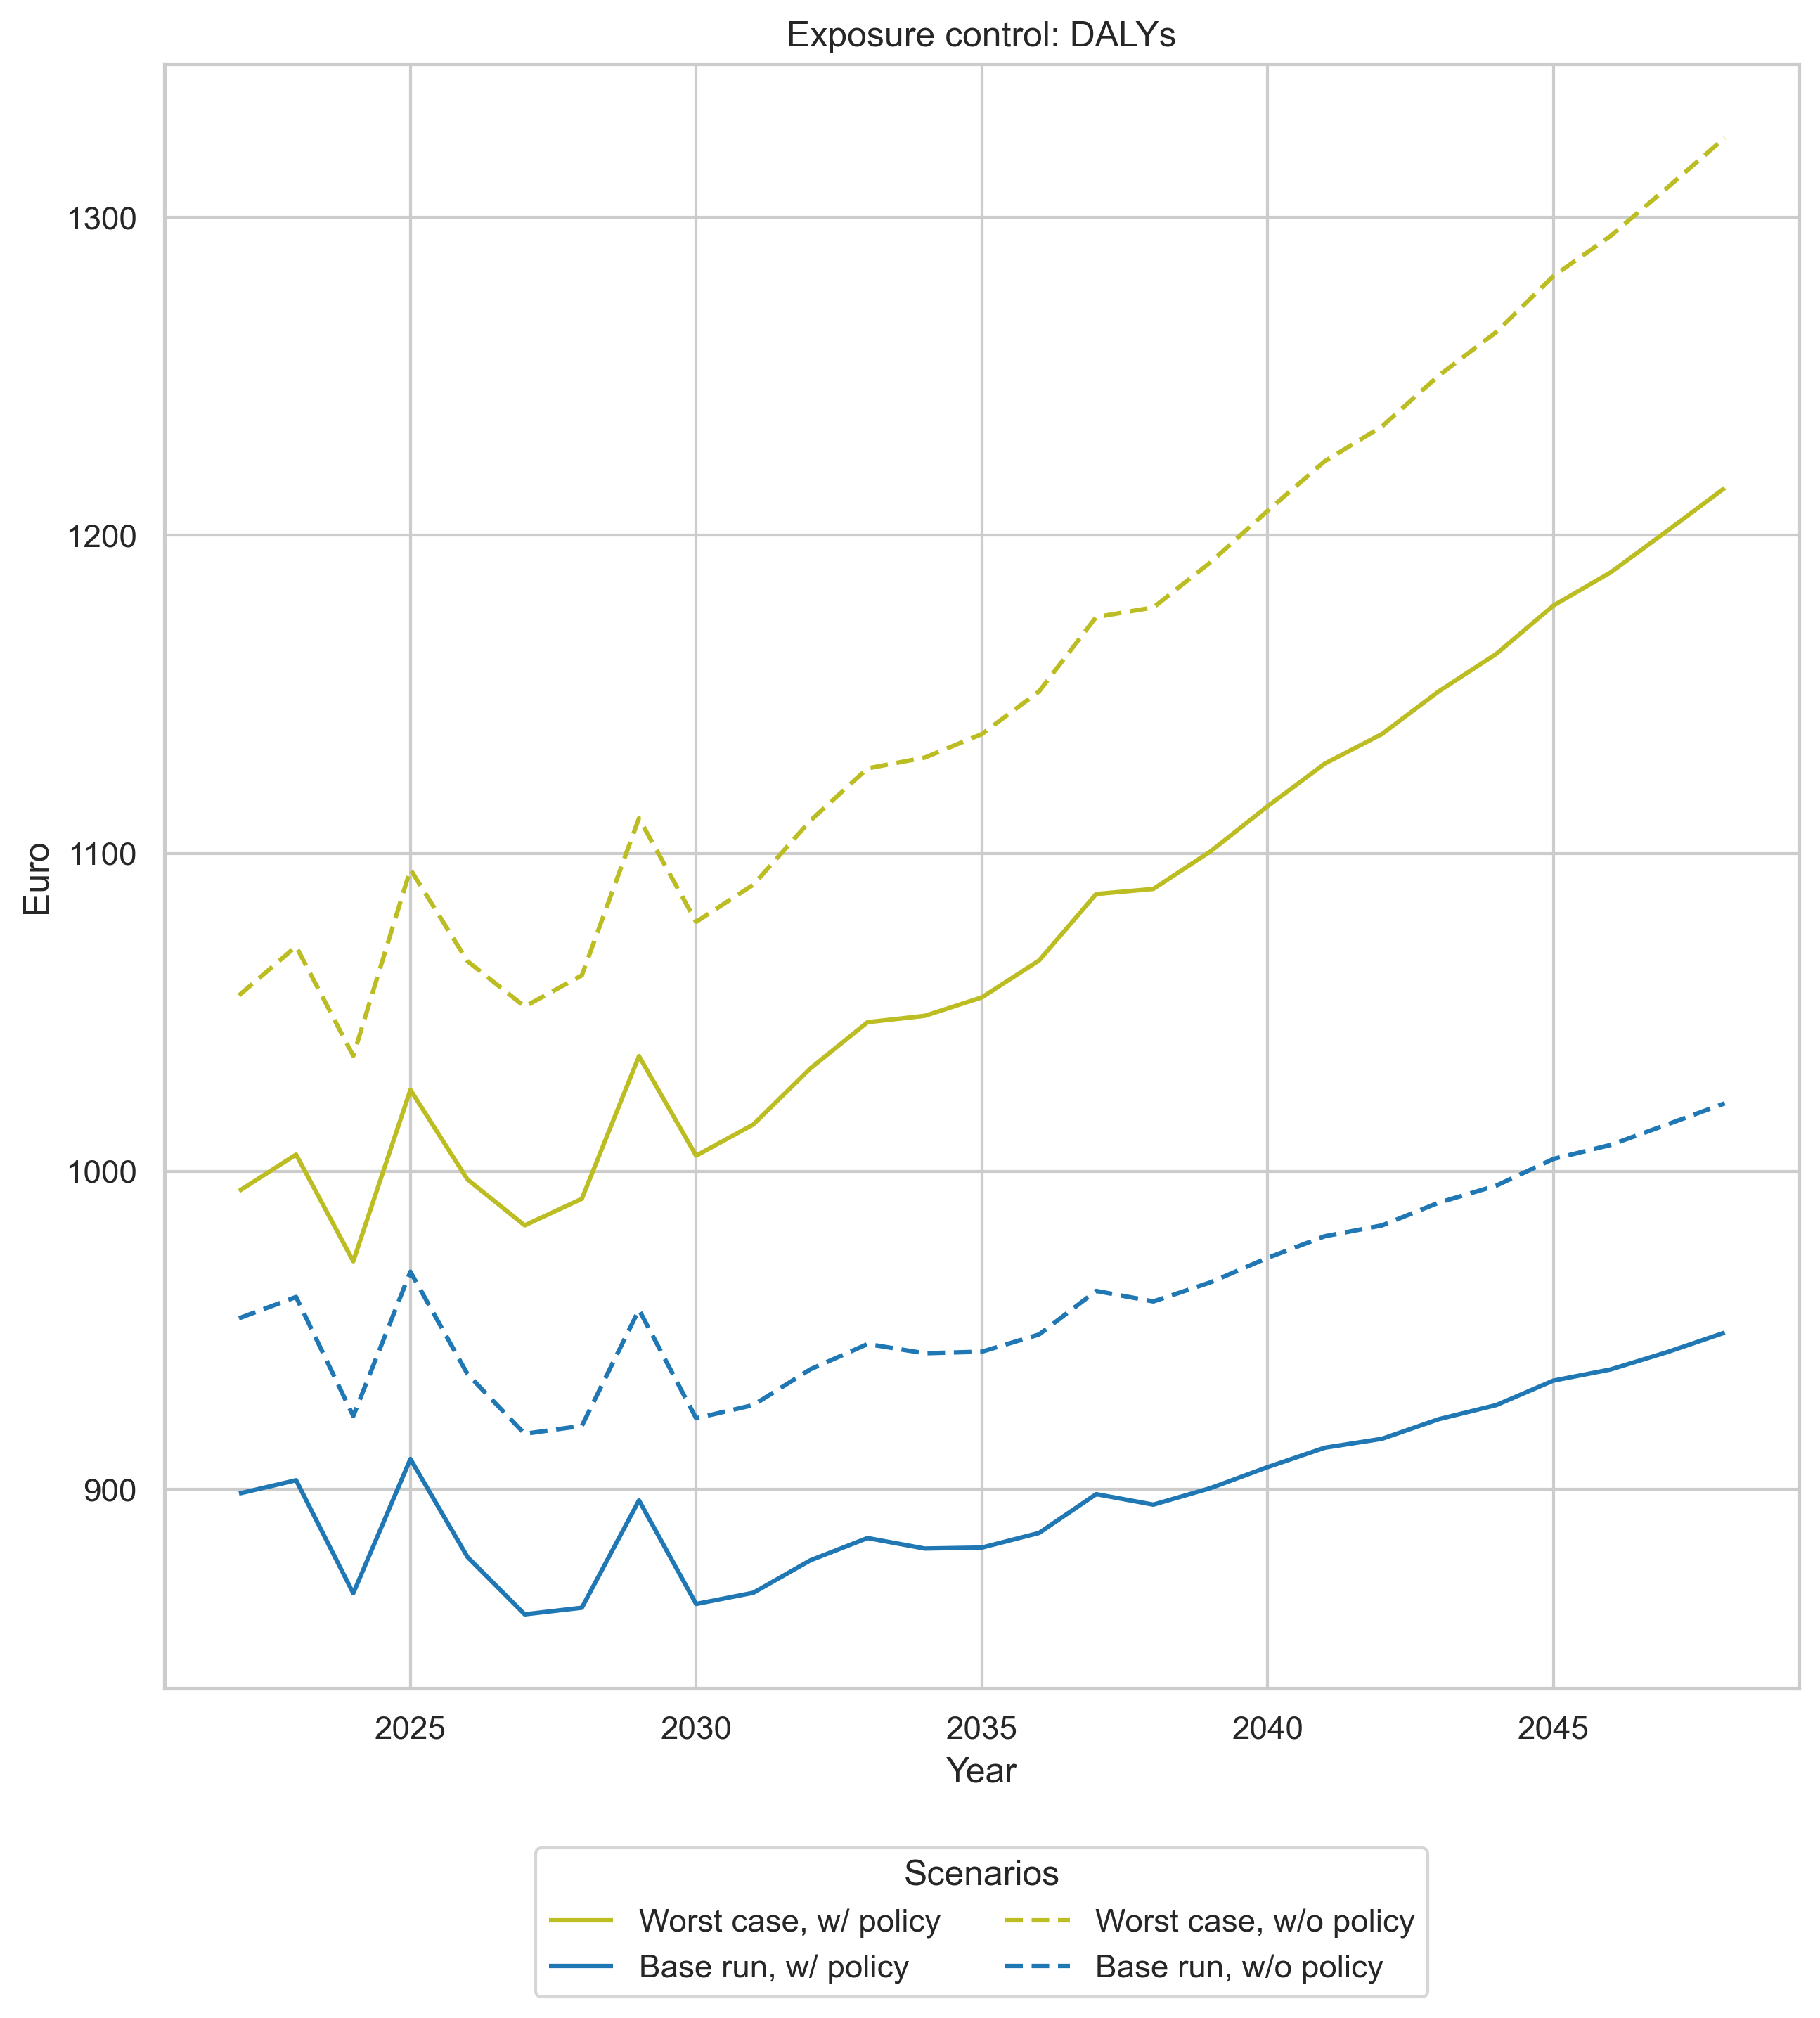 Exposure control: DALYs
1300
1200
1100
1000
900
Euro
2025 2030 2035 2040 2045
Year
Scenarios
Worst case, w/ policy Worst case, w/o policy
Base run, w/ policy Base run, w/o policy